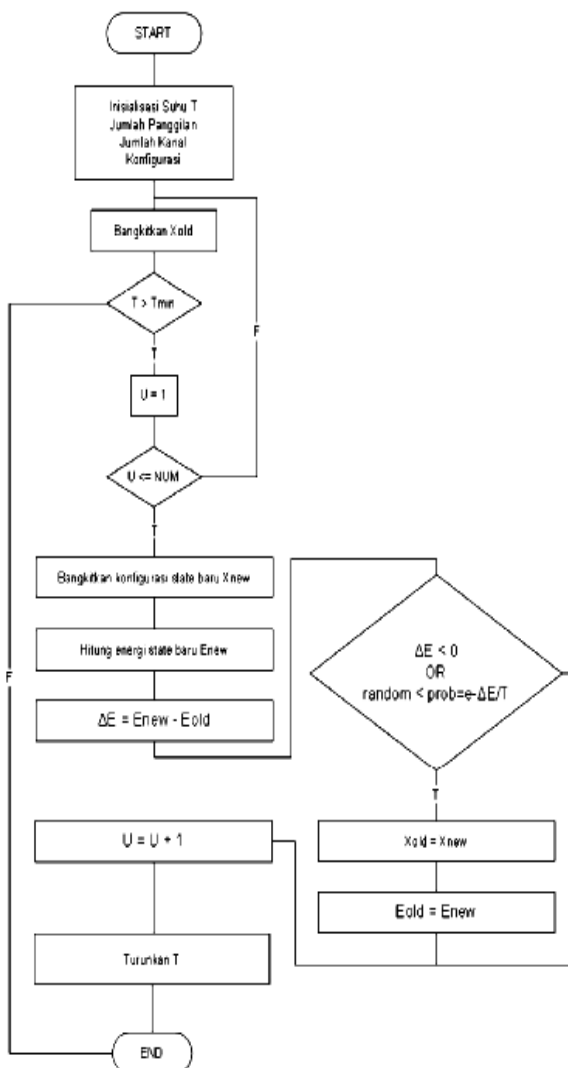 START
Inisialisasi Suhu T
Jumlah Panggilan
Jumlah Kanal
Konfigurasi
Bangkitkan Xold
T > Tmin
F
T
U = 1
U <= NUM
T
Bangkitkan konfigurasi state baru Xnew
Hitung energi state baru Enew
ΔE = Enew - Eold
ΔE < 0
OR
random < prob=e-ΔE/T
F
T
Xold = Xnew
U = U + 1
Eold = Enew
Turunkan T
END